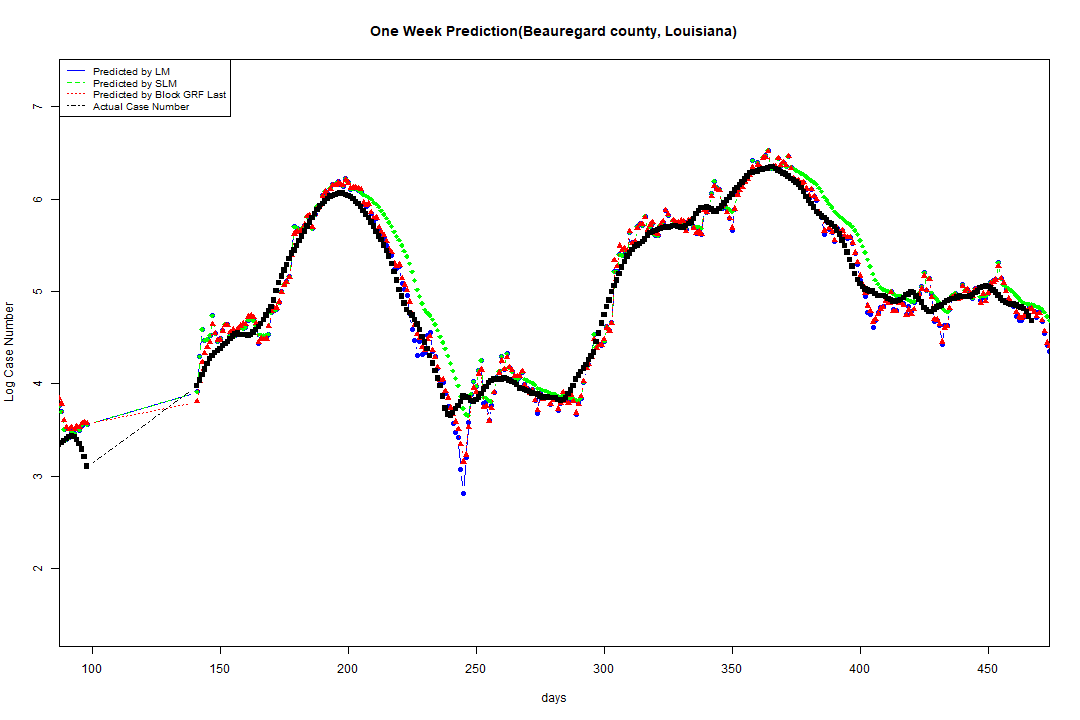 One Week Prediction(Beauregard county, Louisiana)
Predicted by LM
Predicted by SLM
Predicted by Block GRF Last
Actual Case Number
7
6
5
4
3
2
Log Case Number
100 150 200 250 300 350 400 450
days